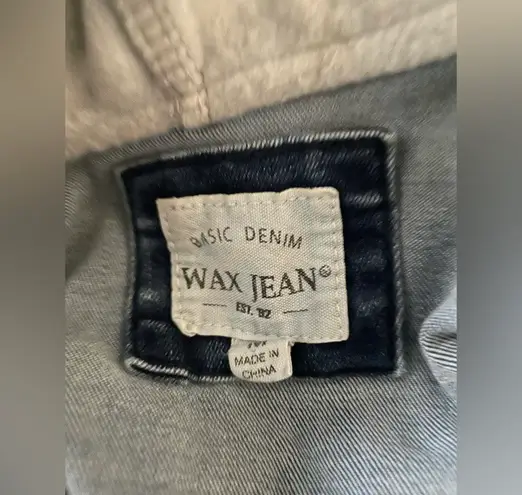 BASIC DENIM
WAX JEAN®
EST. '82
M
MADE IN
CHINA